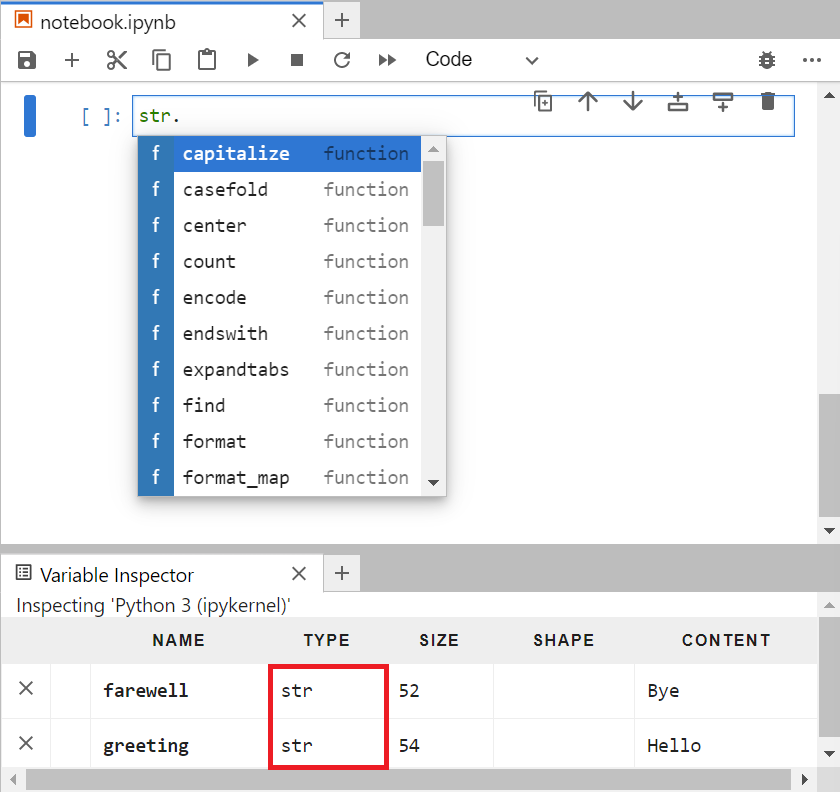 notebook.ipynb
Code
[ ]: str.
f capitalize function
f casefold function
f center function
f count function
f encode function
f endswith function
f expandtabs function
f find function
f format function
f format_map function
Variable Inspector
Inspecting 'Python 3 (ipykernel)'
NAME TYPE SIZE SHAPE CONTENT
farewell str 52 Bye
greeting str 54 Hello